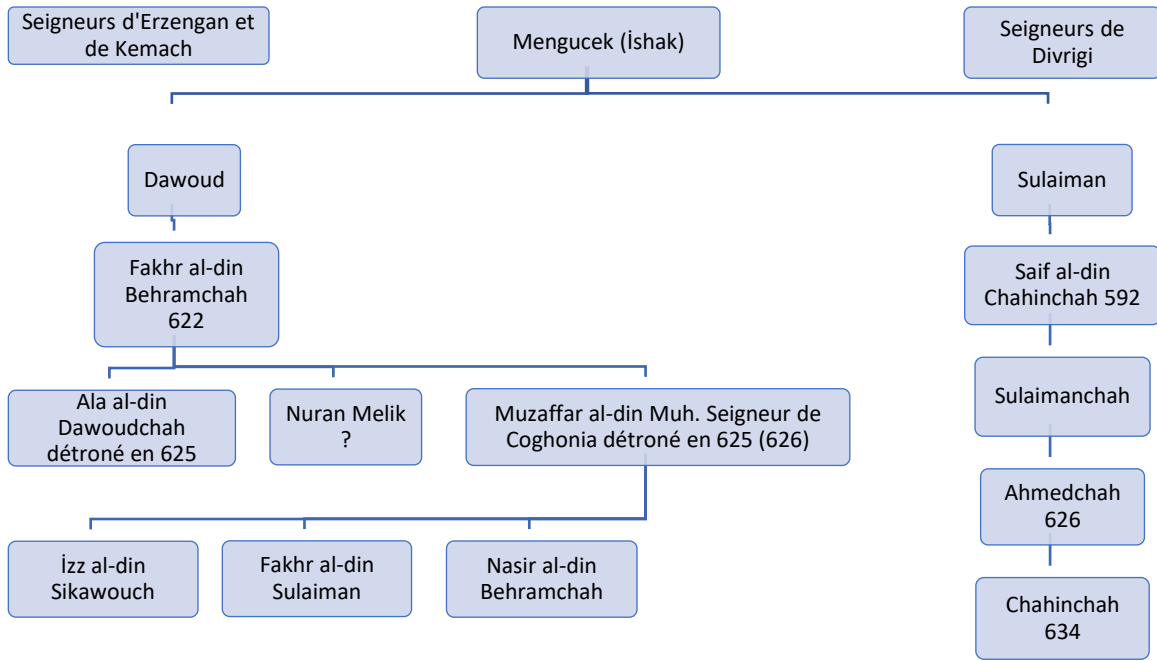 Seigneurs d'Erzengan et
de Kemach
Mengucek (İshak)
Seigneurs de
Divrigi
Dawoud
Sulaiman
Fakhr al-din
Behramchah
622
Saif al-din
Chahinchah 592
Ala al-din
Dawoudchah
détroné en 625
Nuran Melik
?
Muzaffar al-din Muh. Seigneur de
Coghonia détroné en 625 (626)
Sulaimanchah
Ahmedchah
626
İzz al-din
Sikawouch
Fakhr al-din
Sulaiman
Nasir al-din
Behramchah
Chahinchah
634